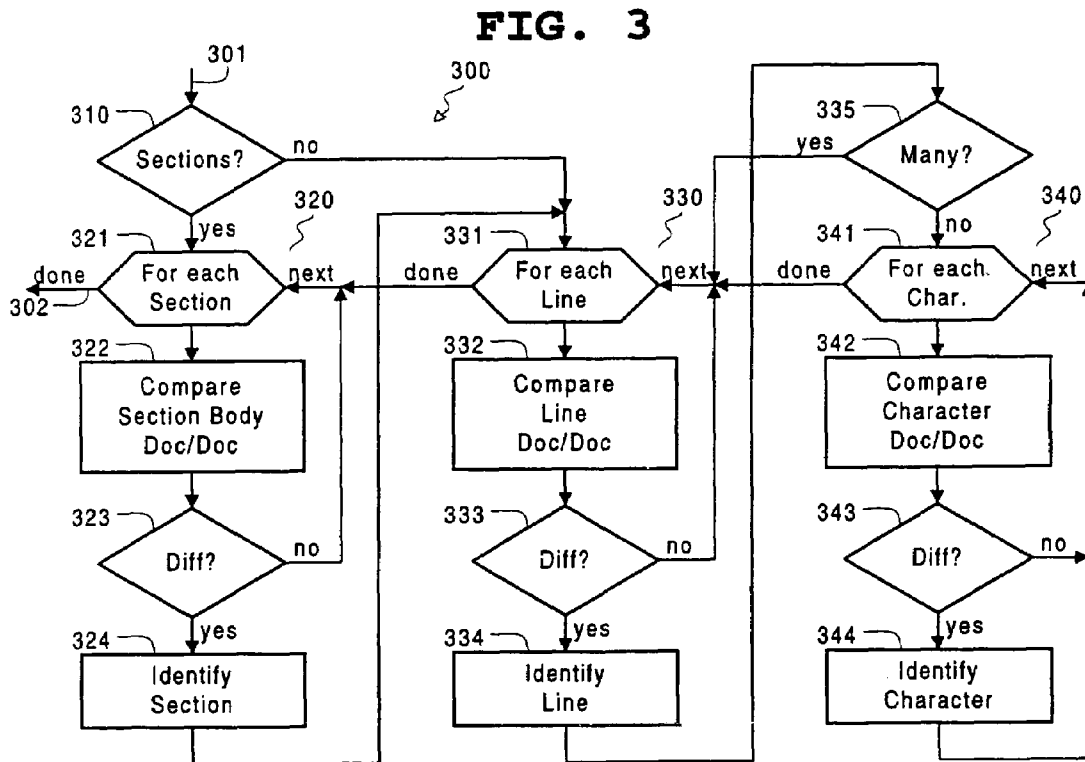 FIG. 3
301
300
310
Sections?
no
yes
335
Many?
yes
no
320
321
For each
Section
done
302
next
330
331
For each
Line
done
next
340
341
For each.
Char.
done
next
322
Compare
Section Body
Doc/Doc
332
Compare
Line
Doc/Doc
342
Compare
Character
Doc/Doc
323
Diff?
no
yes
333
Diff?
no
yes
343
Diff?
no
yes
324
Identify
Section
334
Identify
Line
344
Identify
Character